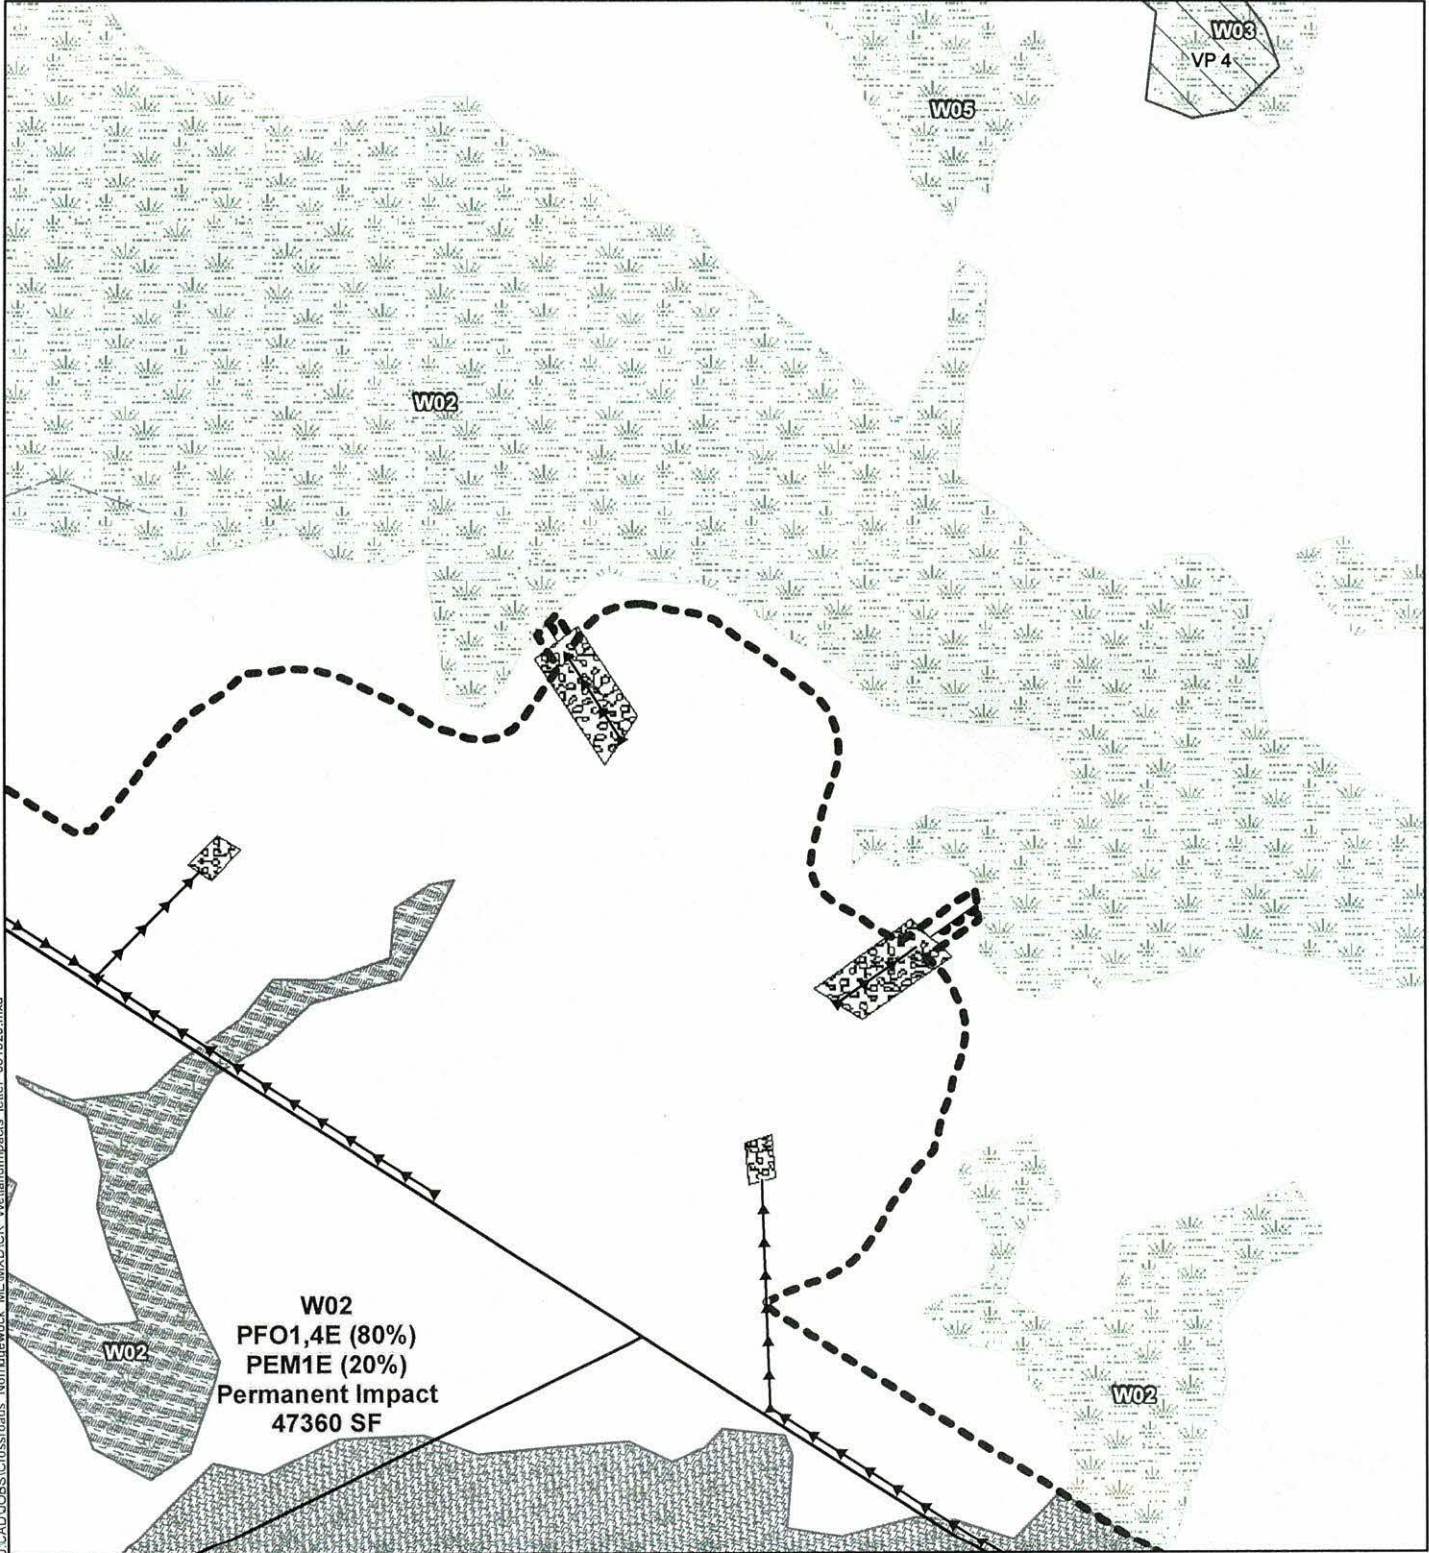 W03
VP 4
W05
W02
W02
PFO1,4E (80%)
PEM1E (20%)
Permanent Impact
47360 SF
W02
W02